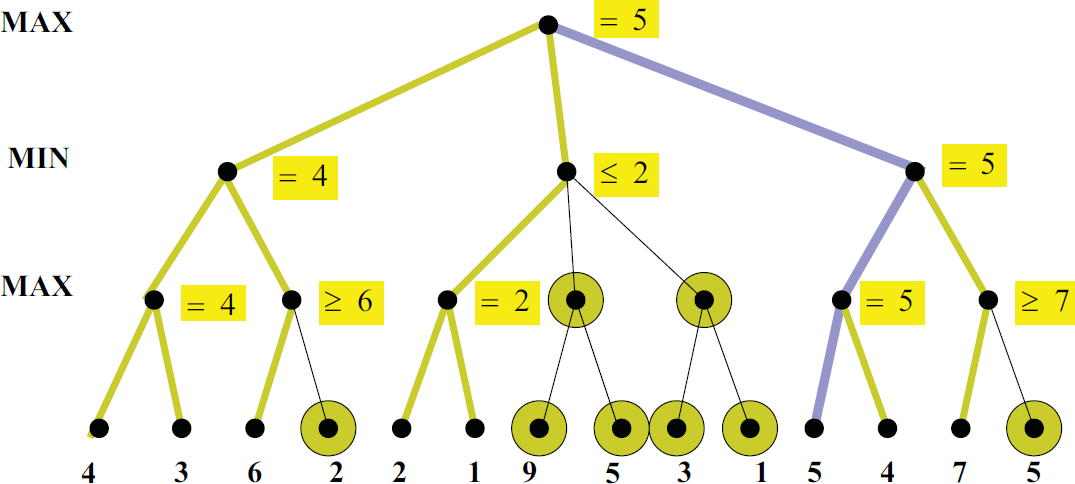 MAX = 5
MIN = 4 ≤ 2 = 5
MAX = 4 ≥ 6 = 2 = 5 ≥ 7
4 3 6 2 2 1 9 5 3 1 5 4 7 5